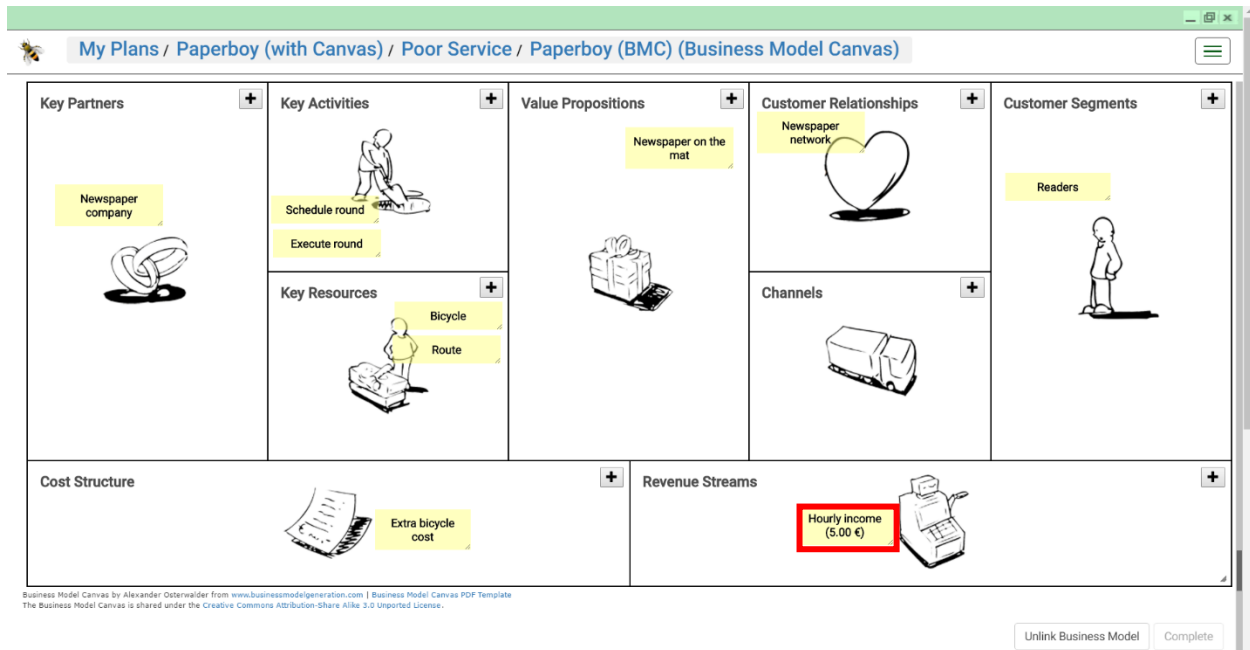 My Plans / Paperboy (with Canvas) / Poor Service / Paperboy (BMC) (Business Model Canvas)
Key Partners
Newspaper
company
Key Activities
Schedule round
Execute round
Key Resources
Bicycle
Route
Value Propositions
Newspaper on the
mat
Customer Relationships
Newspaper
network
Channels
Customer Segments
Readers
Cost Structure
Extra bicycle
cost
Revenue Streams
Hourly income
(5.00 €)
Business Model Canvas by Alexander Osterwalder from www.businessmodelgeneration.com | Business Model Canvas PDF Template
The Business Model Canvas is shared under the Creative Commons Attribution-Share Alike 3.0 Unported License.
Unlink Business Model
Complete